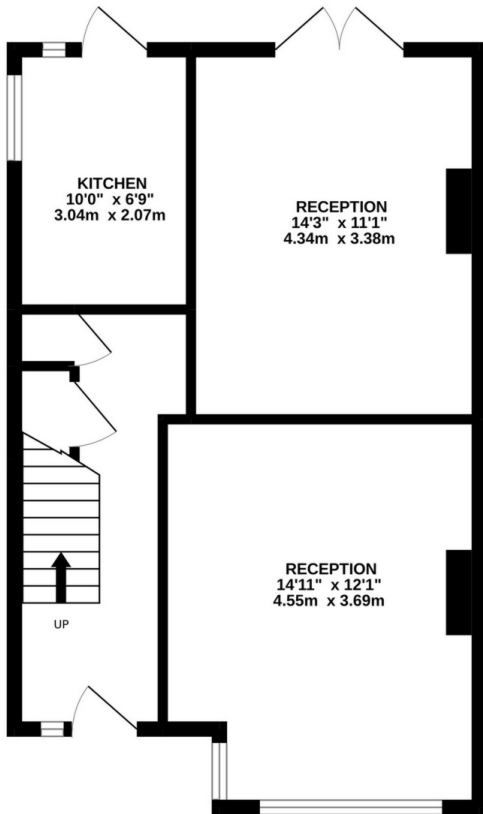 KITCHEN
10'0" x 6'9"
3.04m x 2.07m
RECEPTION
14'3" x 11'1"
4.34m x 3.38m
RECEPTION
14'11" x 12'1"
4.55m x 3.69m
UP